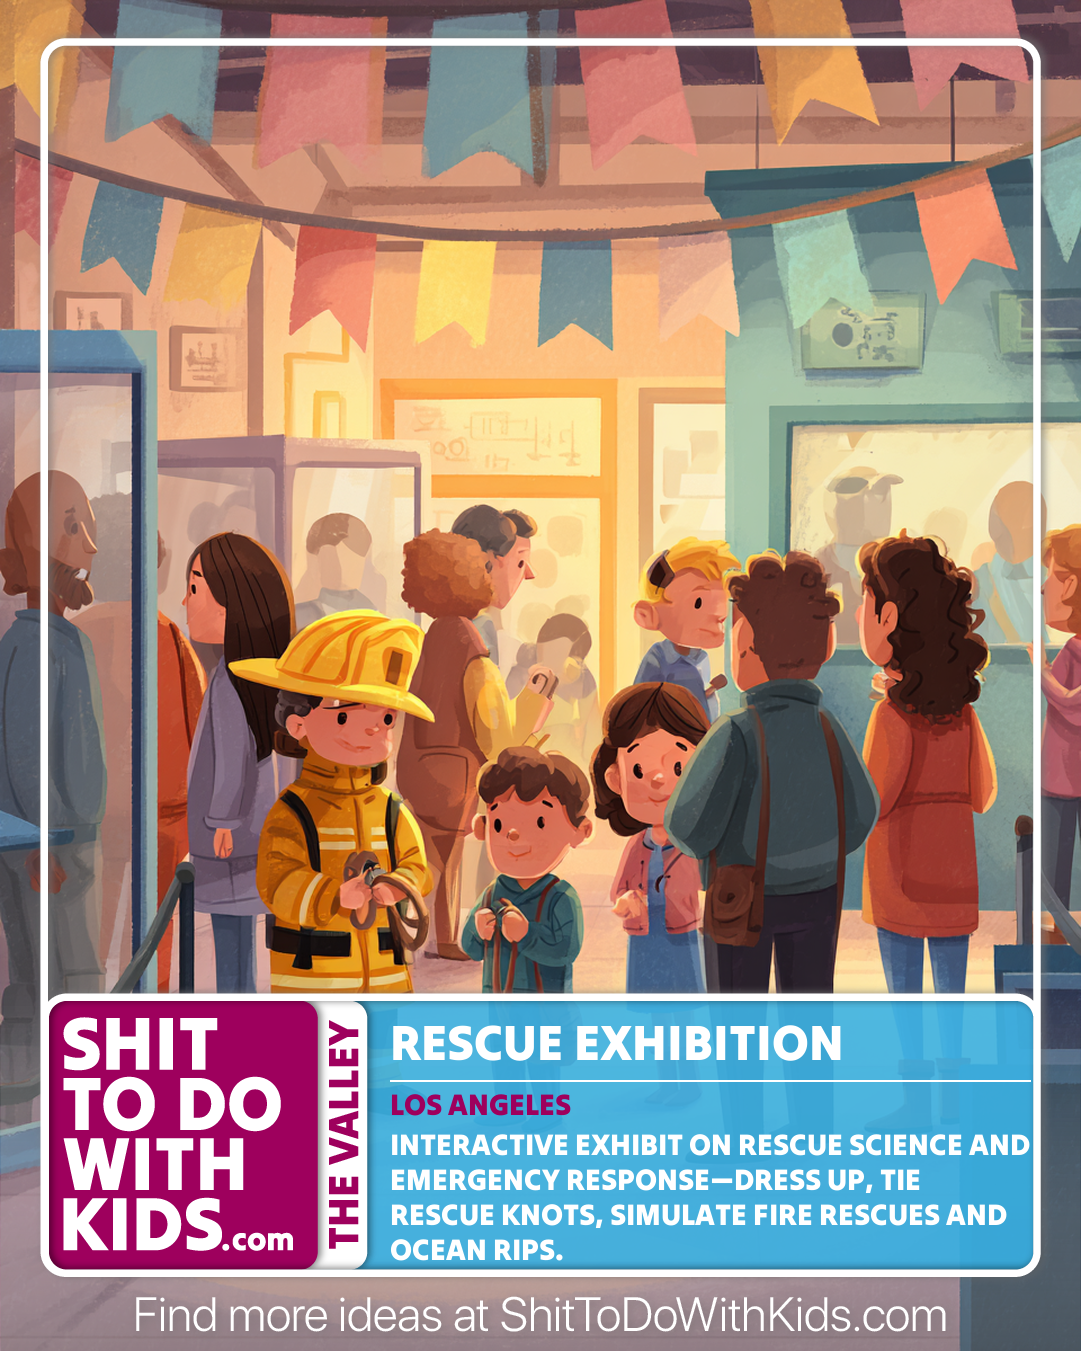 SHIT
TO DO
WITH
KIDS.com
THE VALLEY
RESCUE EXHIBITION
LOS ANGELES
INTERACTIVE EXHIBIT ON RESCUE SCIENCE AND
EMERGENCY RESPONSE—DRESS UP, TIE
RESCUE KNOTS, SIMULATE FIRE RESCUES AND
OCEAN RIPS.
Find more ideas at ShitToDoWithKids.com